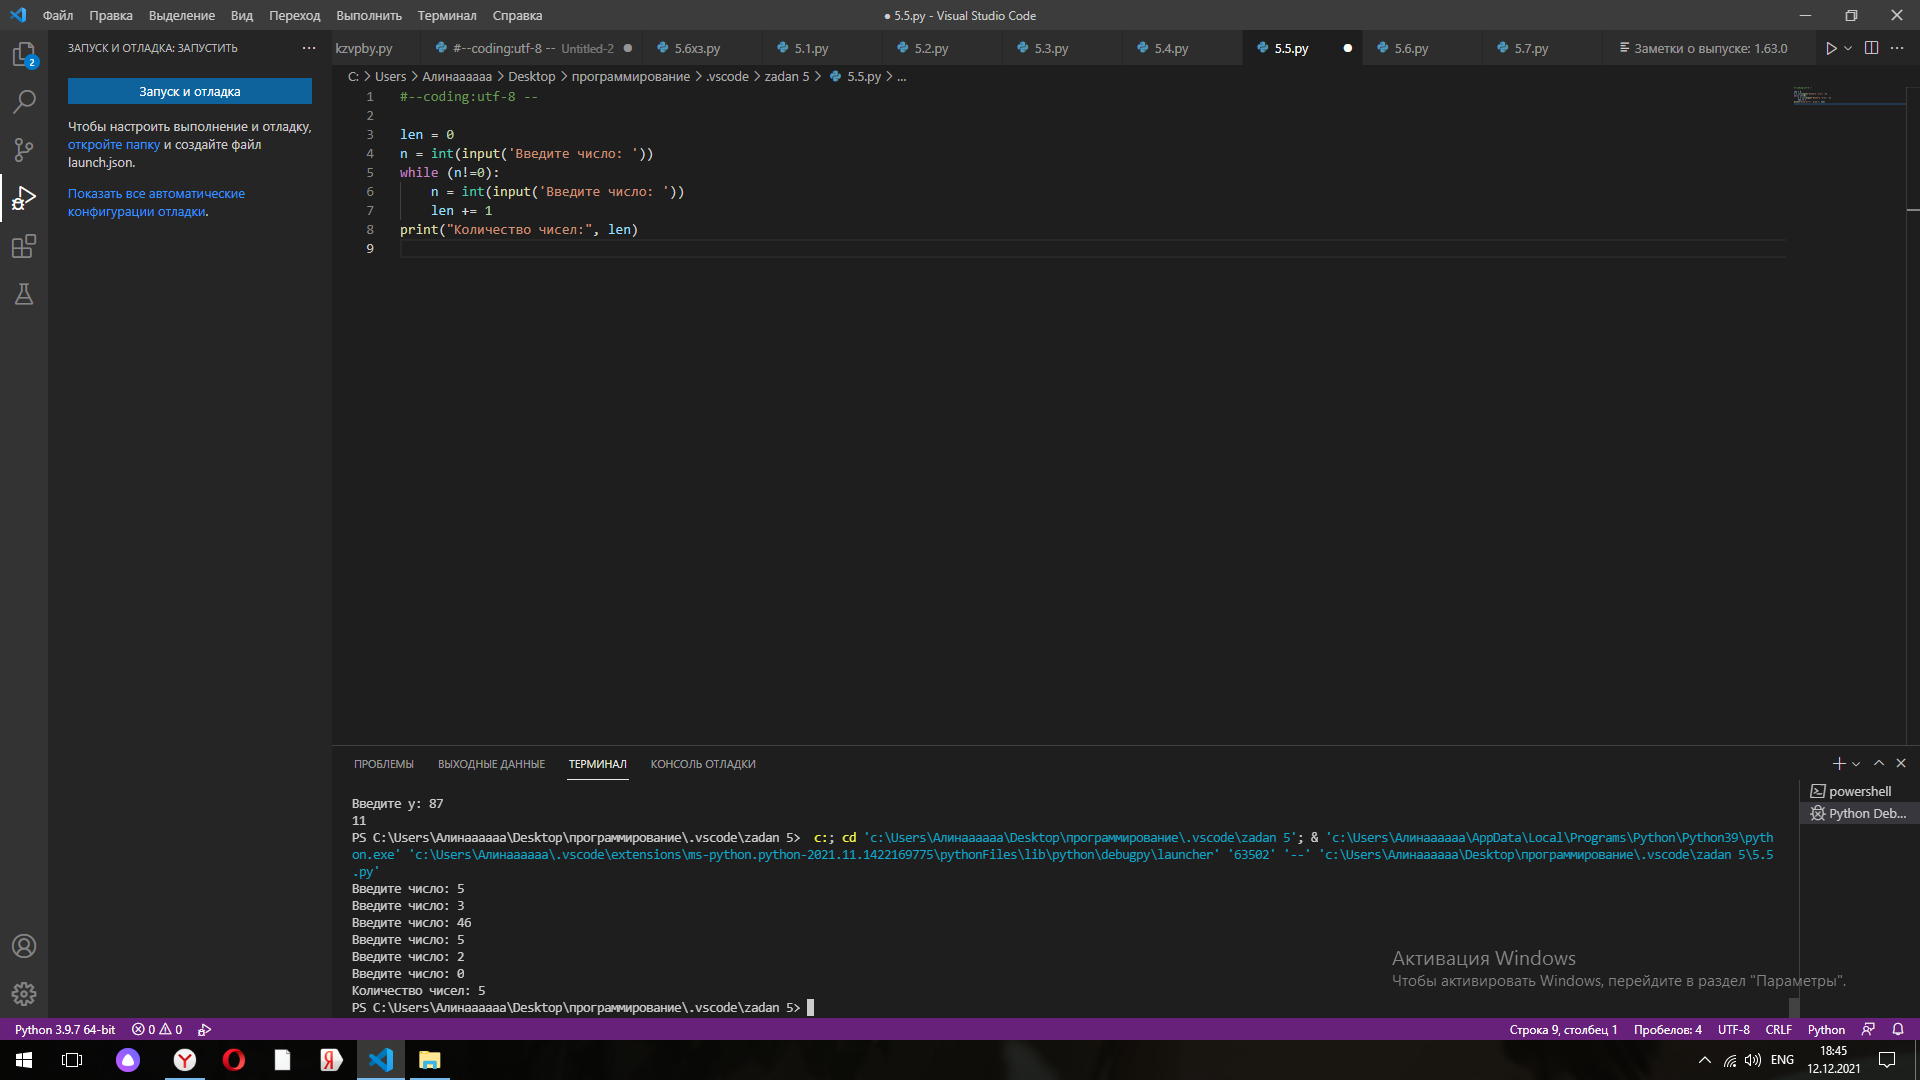 Файл Правка Выделение Вид Переход Выполнить Терминал Справка ● 5.5.py - Visual Studio Code
ЗАПУСК И ОТЛАДКА: ЗАПУСТИТЬ
kzvpby.py #--coding:utf-8 -- Untitled-2 5.6хз.py 5.1.py 5.2.py 5.3.py 5.4.py 5.5.py 5.6.py 5.7.py Заметки о выпуске: 1.63.0
2
C: > Users > Алинаааааа > Desktop > программирование > .vscode > zadan 5 > 5.5.py > ...
Запуск и отладка
Чтобы настроить выполнение и отладку,
откройте папку и создайте файл
launch.json.
Показать все автоматические
конфигурации отладки.
1 #--coding:utf-8 --
2
3 len = 0
4 n = int(input('Введите число: '))
5 while (n!=0):
6 n = int(input('Введите число: '))
7 len += 1
8 print("Количество чисел:", len)
9
ПРОБЛЕМЫ ВЫХОДНЫЕ ДАННЫЕ ТЕРМИНАЛ КОНСОЛЬ ОТЛАДКИ
powershell
Python Deb...
Введите y: 87
11
PS C:\Users\Алинаааааа\Desktop\программирование\.vscode\zadan 5>  c:; cd 'c:\Users\Алинаааааа\Desktop\программирование\.vscode\zadan 5'; & 'c:\Users\Алинаааааа\AppData\Local\Programs\Python\Python39\pyth
on.exe' 'c:\Users\Алинаааааа\.vscode\extensions\ms-python.python-2021.11.1422169775\pythonFiles\lib\python\debugpy\launcher' '63502' '--' 'c:\Users\Алинаааааа\Desktop\программирование\.vscode\zadan 5\5.5
.py'
Введите число: 5
Введите число: 3
Введите число: 46
Введите число: 5
Введите число: 2
Введите число: 0
Количество чисел: 5
PS C:\Users\Алинаааааа\Desktop\программирование\.vscode\zadan 5>
Активация Windows
Чтобы активировать Windows, перейдите в раздел "Параметры".
Python 3.9.7 64-bit 0 0 Строка 9, столбец 1 Пробелов: 4 UTF-8 CRLF Python
ENG 18:45
12.12.2021